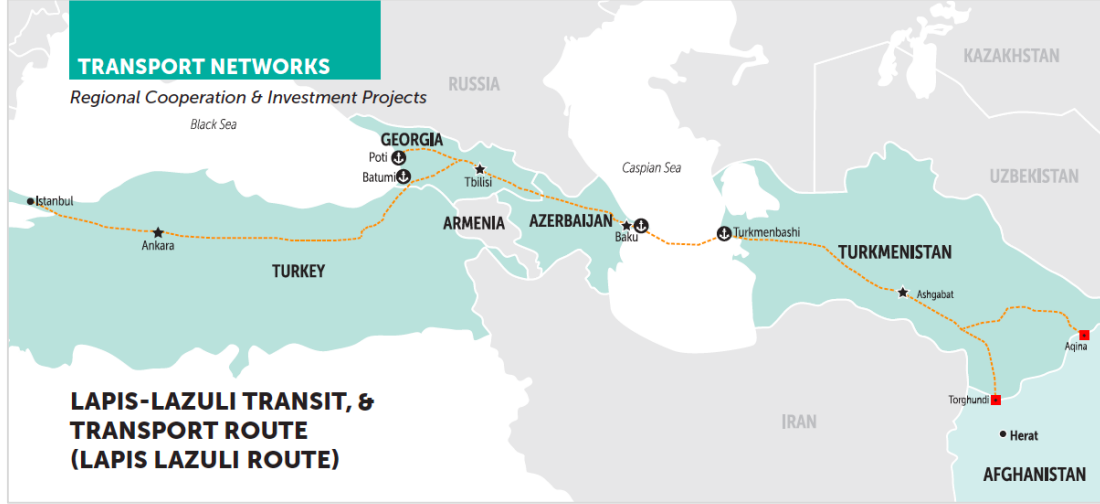 TRANSPORT NETWORKS
Regional Cooperation & Investment Projects
KAZAKHSTAN
RUSSIA
Black Sea
GEORGIA
Poti
Batumi
Tbilisi
Caspian Sea
UZBEKISTAN
Istanbul
Ankara
ARMENIA
AZERBAIJAN
Baku
Turkmenbashi
TURKMENISTAN
TURKEY
Ashgabat
Aqina
Torghundi
IRAN
Herat
AFGHANISTAN
LAPIS-LAZULI TRANSIT, &
TRANSPORT ROUTE
(LAPIS LAZULI ROUTE)